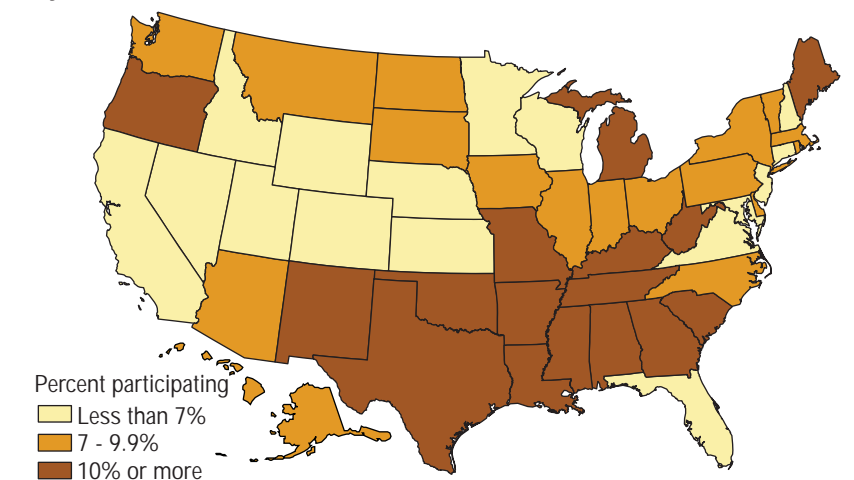 Percent participating
Less than 7%
7 - 9.9%
10% or more